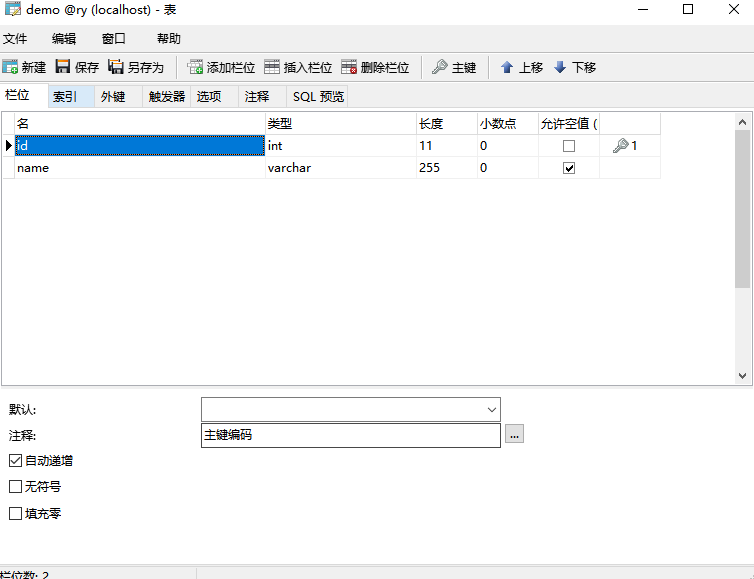 demo @ry (localhost) - 表
文件 编辑 窗口 帮助
新建 保存 另存为 添加栏位 插入栏位 删除栏位 主键 上移 下移
栏位 索引 外键 触发器 选项 注释 SQL 预览
名 类型 长度 小数点 允许空值 (
id int 11 0 1
name varchar 255 0
默认:
注释: 主键编码 ...
自动递增
无符号
填充零
栏位数: 2